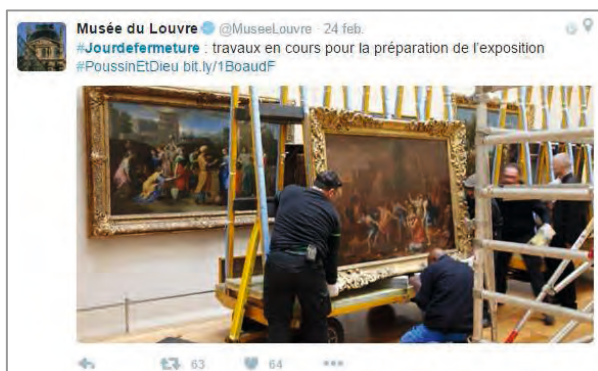 Musée du Louvre @MuseeLouvre · 24 feb.
#Jourdefermeture : travaux en cours pour la préparation de l'exposition
#PoussinEtDieu bit.ly/1BoaudF
63 64